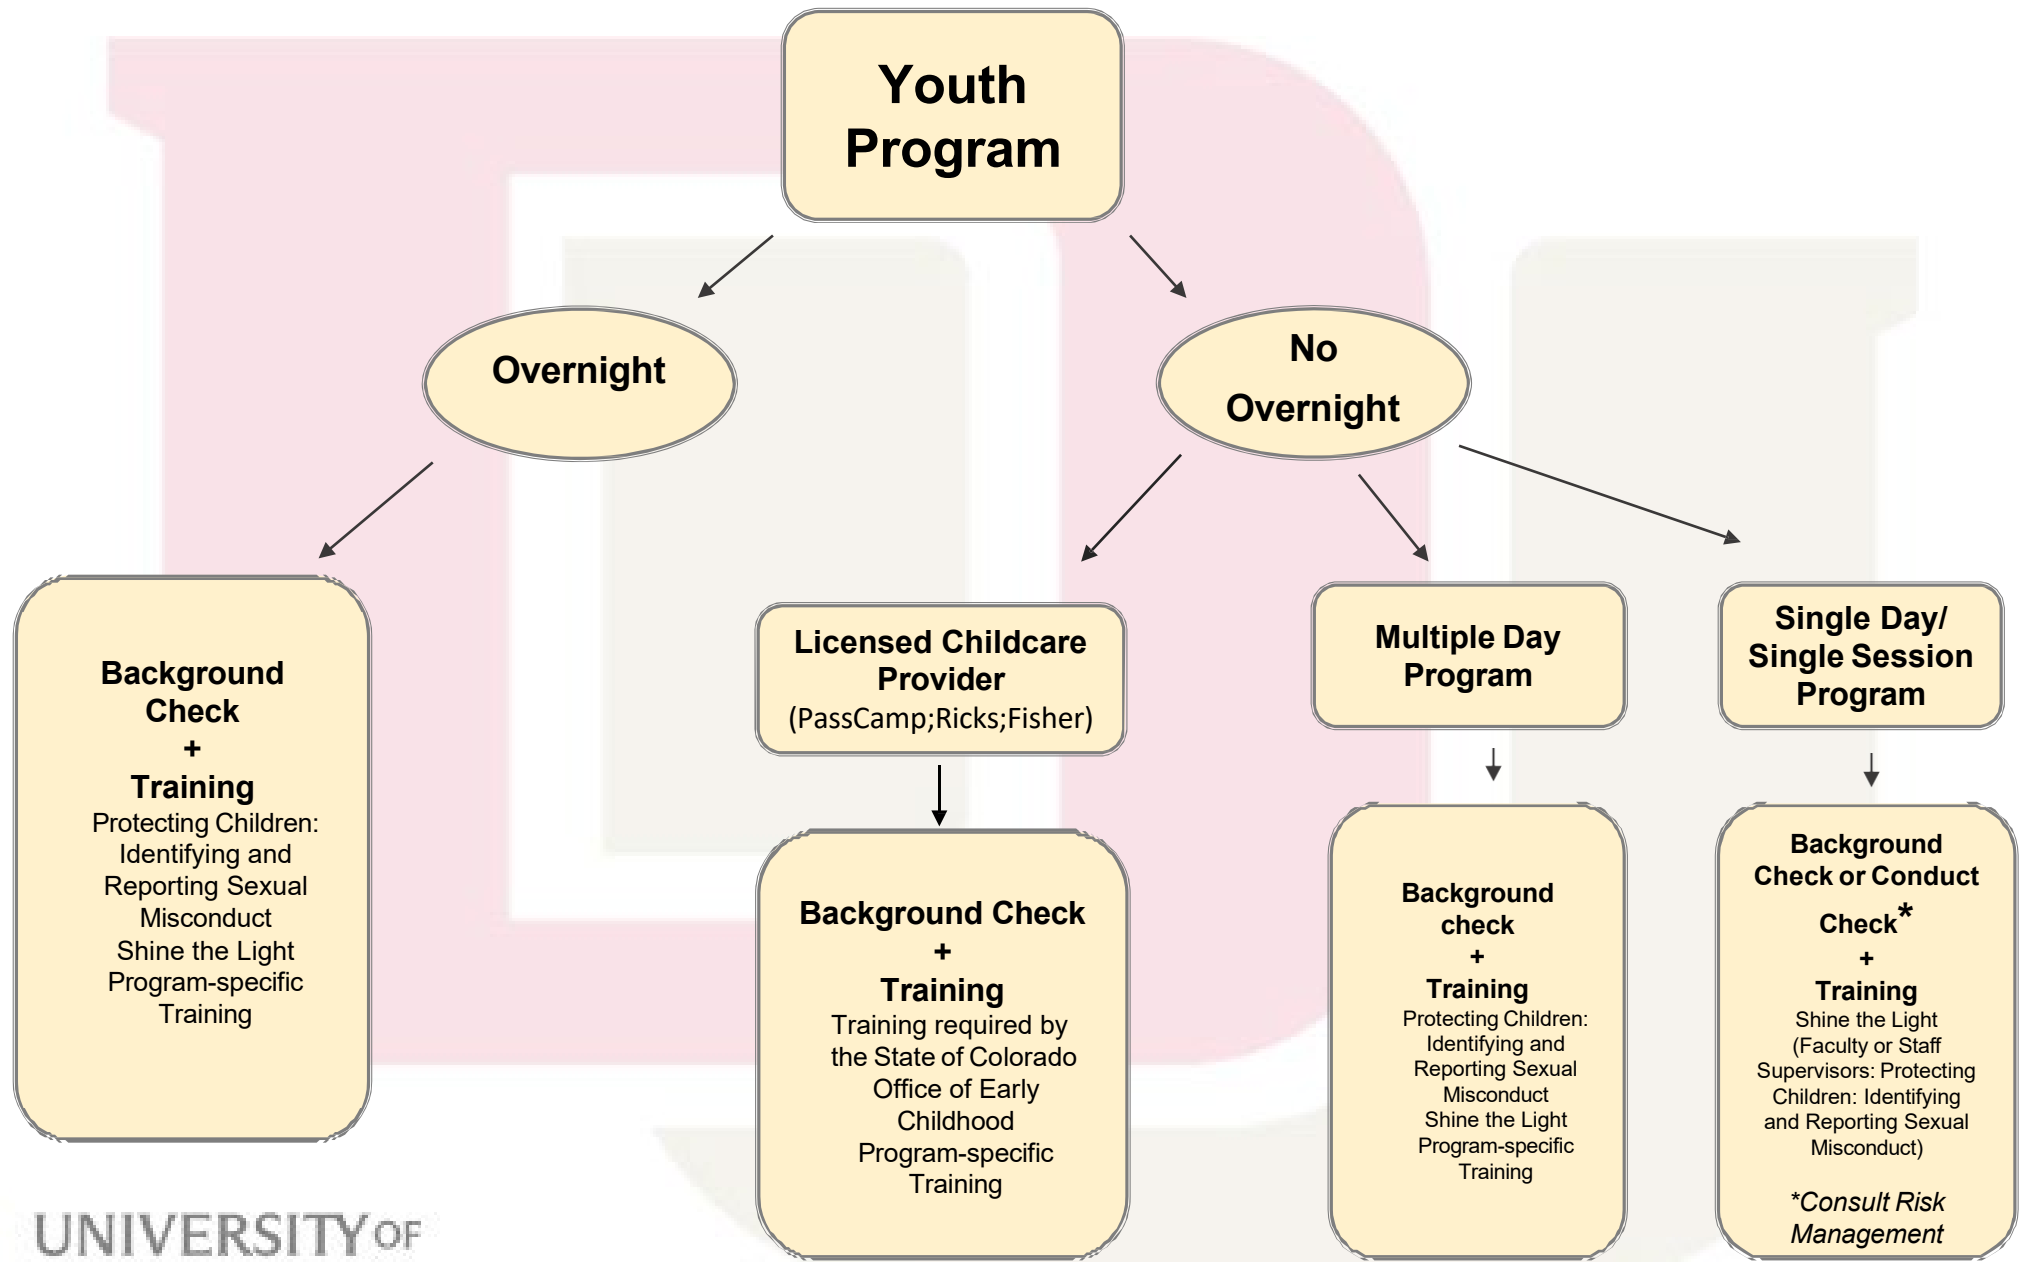 Youth
Program
Overnight
No
Overnight
Background
Check
+
Training
Protecting Children:
Identifying and
Reporting Sexual
Misconduct
Shine the Light
Program-specific
Training
Licensed Childcare
Provider
(PassCamp;Ricks;Fisher)
Background Check
+
Training
Training required by
the State of Colorado
Office of Early
Childhood
Program-specific
Training
Multiple Day
Program
Background
check
+
Training
Protecting Children:
Identifying and
Reporting Sexual
Misconduct
Shine the Light
Program-specific
Training
Single Day/
Single Session
Program
Background
Check or Conduct
Check*
+
Training
Shine the Light
(Faculty or Staff
Supervisors: Protecting
Children: Identifying
and Reporting Sexual
Misconduct)
*Consult Risk
Management
UNIVERSITY OF